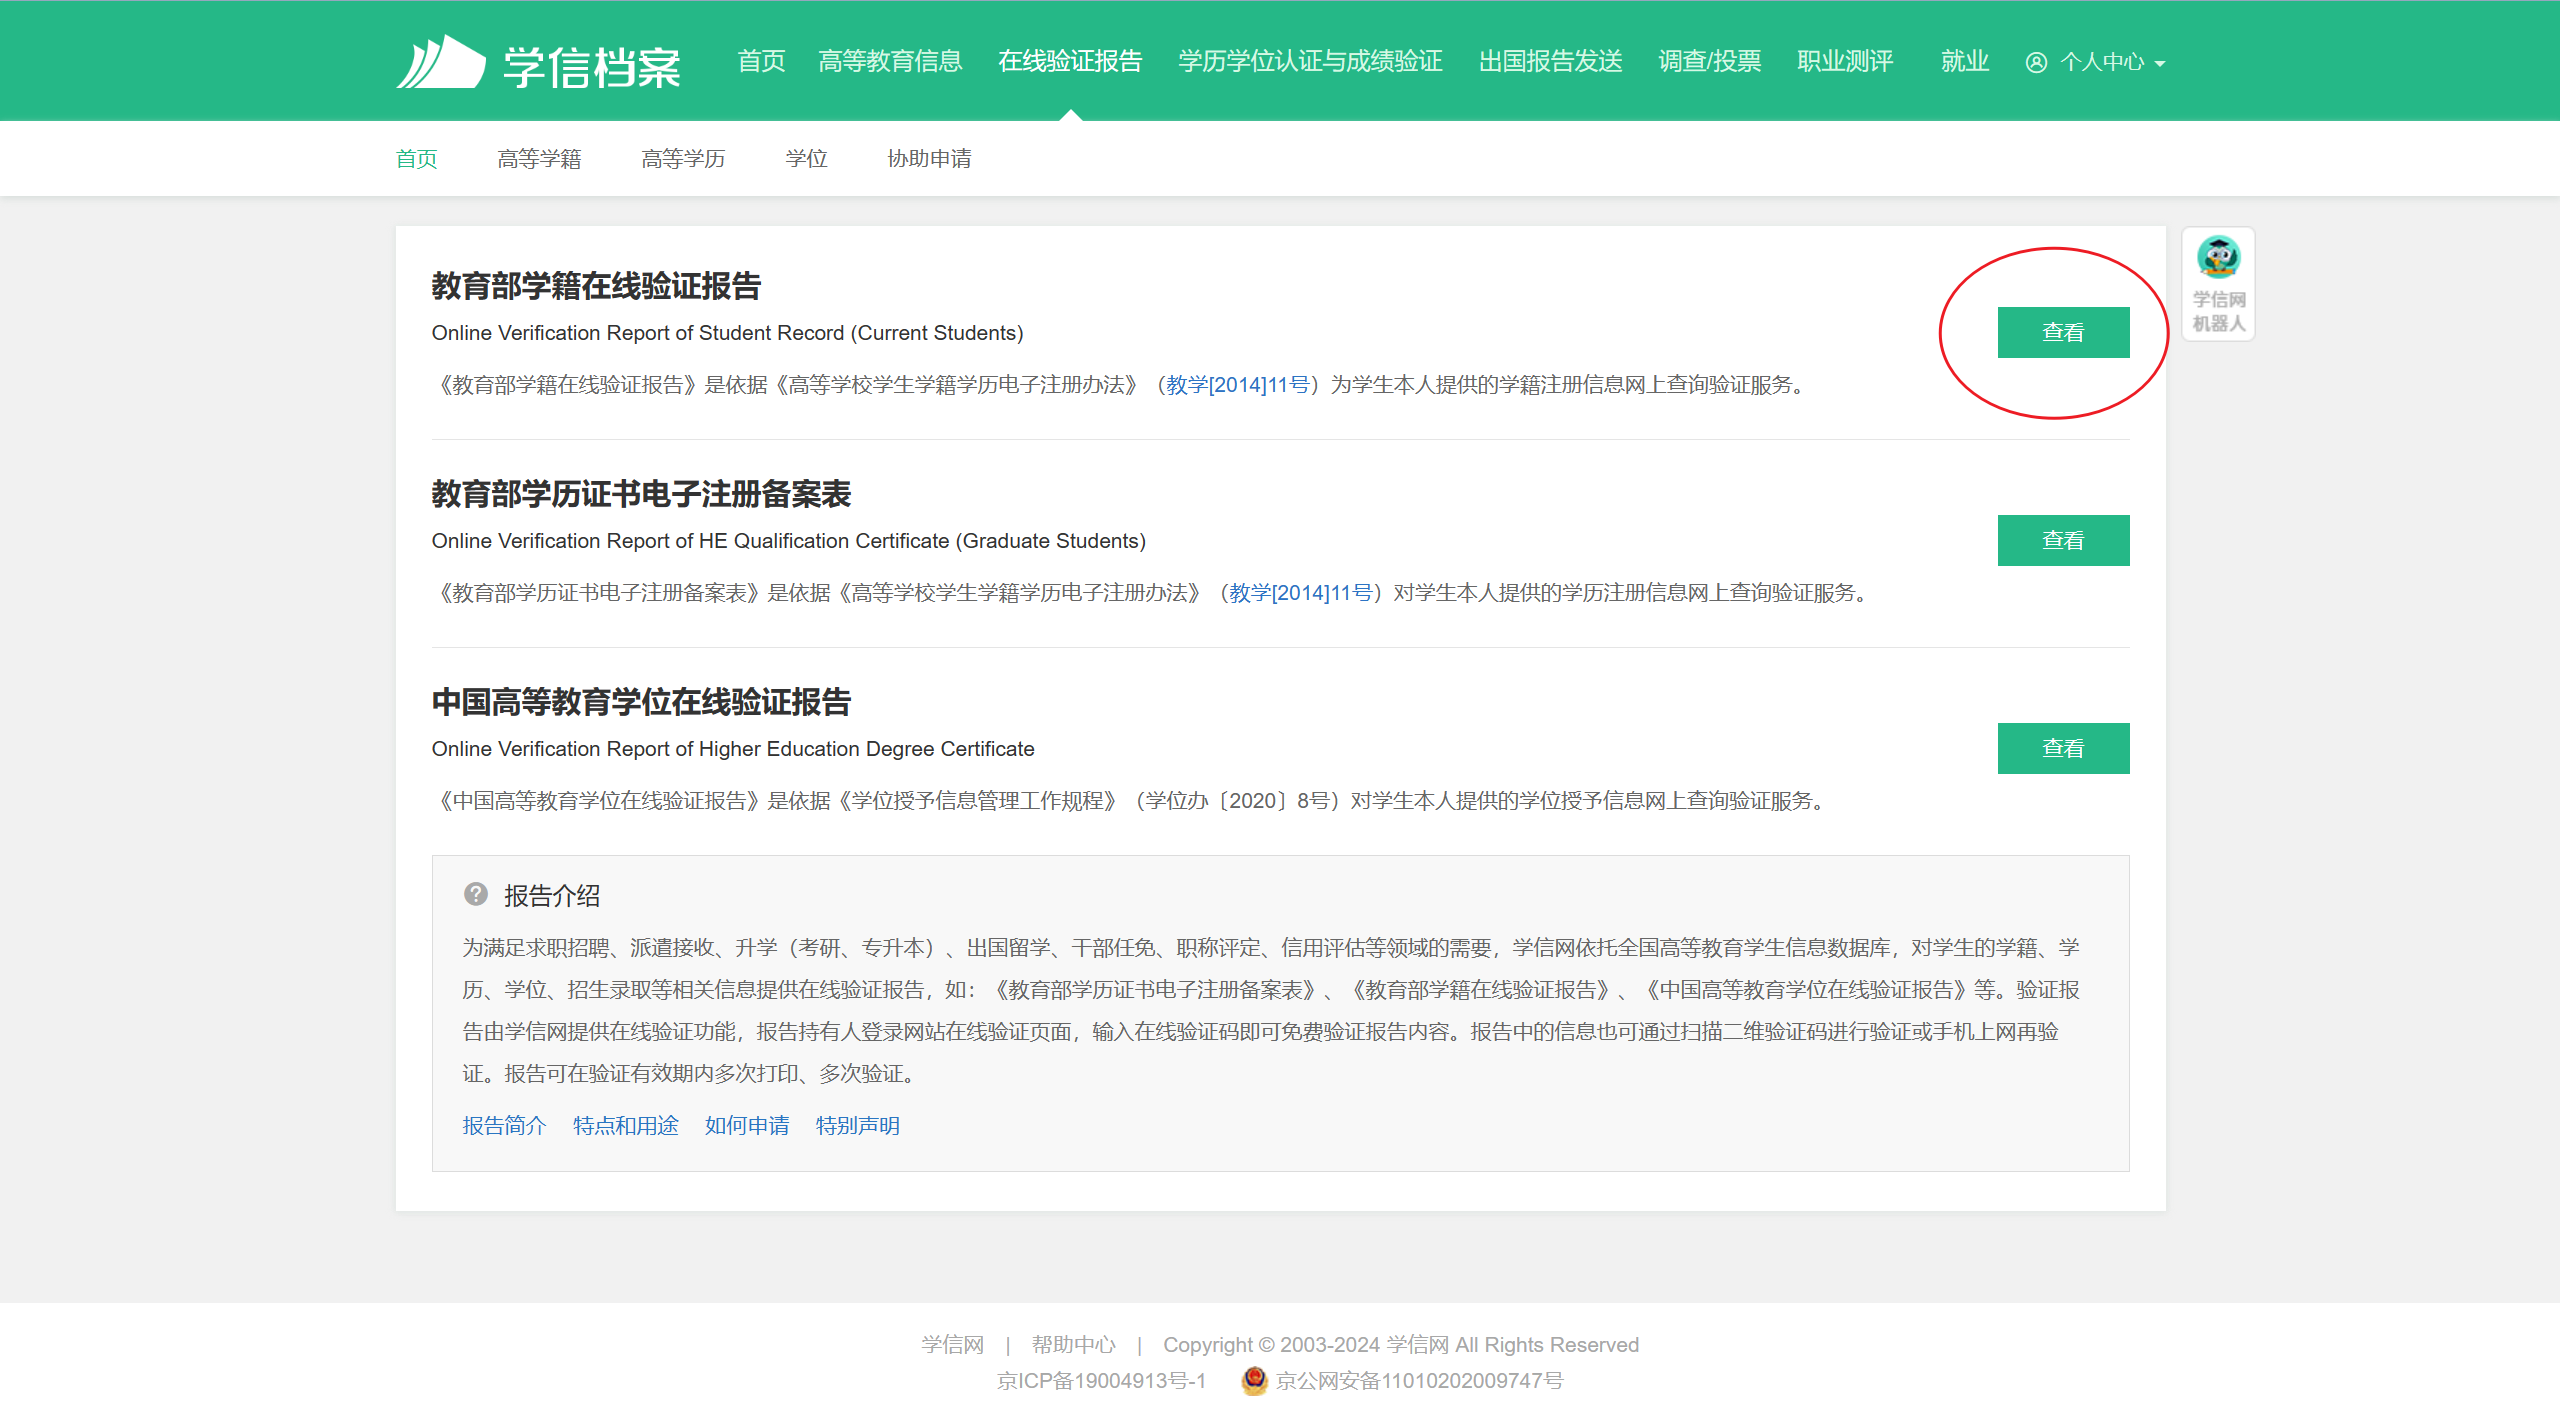 学信档案 首页 高等教育信息 在线验证报告 学历学位认证与成绩验证 出国报告发送 调查/投票 职业测评 就业 个人中心
首页 高等学籍 高等学历 学位 协助申请
教育部学籍在线验证报告
Online Verification Report of Student Record (Current Students)
查看
《教育部学籍在线验证报告》是依据《高等学校学生学籍学历电子注册办法》（教学[2014]11号）为学生本人提供的学籍注册信息网上查询验证服务。
学信网
机器人
教育部学历证书电子注册备案表
Online Verification Report of HE Qualification Certificate (Graduate Students)
查看
《教育部学历证书电子注册备案表》是依据《高等学校学生学籍学历电子注册办法》（教学[2014]11号）对学生本人提供的学历注册信息网上查询验证服务。
中国高等教育学位在线验证报告
Online Verification Report of Higher Education Degree Certificate
查看
《中国高等教育学位在线验证报告》是依据《学位授予信息管理工作规程》（学位办〔2020〕8号）对学生本人提供的学位授予信息网上查询验证服务。
报告介绍
为满足求职招聘、派遣接收、升学（考研、专升本）、出国留学、干部任免、职称评定、信用评估等领域的需要，学信网依托全国高等教育学生信息数据库，对学生的学籍、学
历、学位、招生录取等相关信息提供在线验证报告，如：《教育部学历证书电子注册备案表》、《教育部学籍在线验证报告》、《中国高等教育学位在线验证报告》等。验证报
告由学信网提供在线验证功能，报告持有人登录网站在线验证页面，输入在线验证码即可免费验证报告内容。报告中的信息也可通过扫描二维验证码进行验证或手机上网再验
证。报告可在验证有效期内多次打印、多次验证。
报告简介 特点和用途 如何申请 特别声明
学信网 | 帮助中心 | Copyright © 2003-2024 学信网 All Rights Reserved
京ICP备19004913号-1 京公网安备11010202009747号